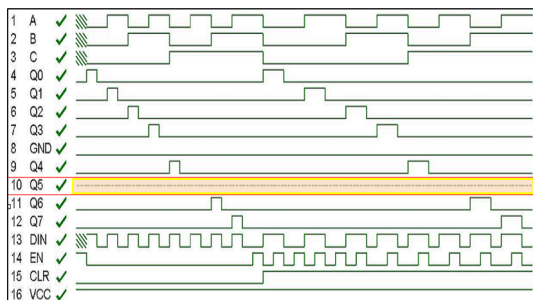 1 A
2 B
3 C
4 Q0
5 Q1
6 Q2
7 Q3
8 GND
9 Q4
10 Q5
11 Q6
12 Q7
13 DIN
14 EN
15 CLR
16 VCC